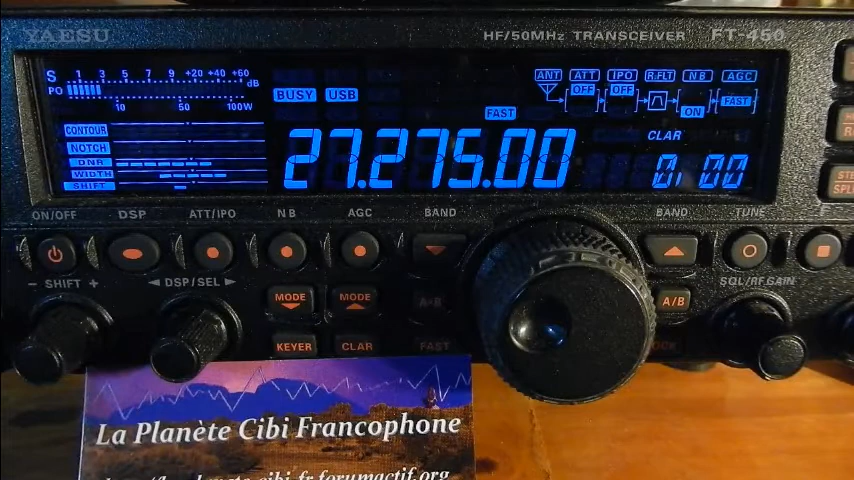 YAESU
HF/50MHz TRANSCEIVER FT-450
S 1 3 5 7 9 +20 +40 +60 dB
PO
10 50 100W
BUSY USB
ANT ATT IPO R.FLT NB AGC
OFF OFF
ON FAST
FAST
CONTOUR
NOTCH
DNR
WIDTH
SHIFT
27.275.00
CLAR
0.00
ON/OFF DSP ATT/IPO NB AGC BAND BAND TUNE
- SHIFT + ◄ DSP/SEL ► SQL/RF GAIN
MODE MODE A=B A/B
KEYER CLAR FAST
STEP
La Planète Cibi Francophone